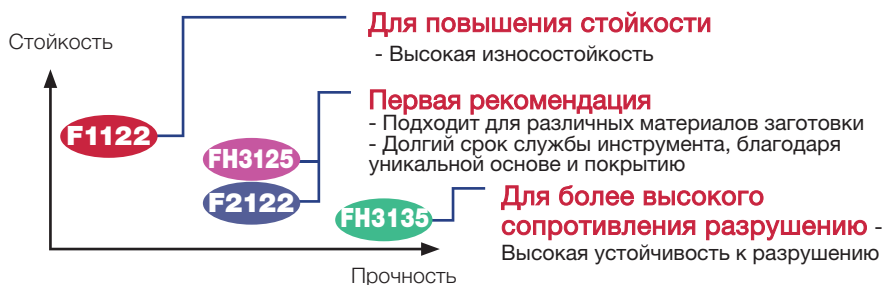 Для повышения стойкости
Стойкость
- Высокая износостойкость
Первая рекомендация
F1122
- Подходит для различных материалов заготовки
- Долгий срок службы инструмента, благодаря
FH3125
уникальной основе и покрытию
F2122
Для более высокого
FH3135
сопротивления разрушению -
Высокая устойчивость к разрушению
Прочность